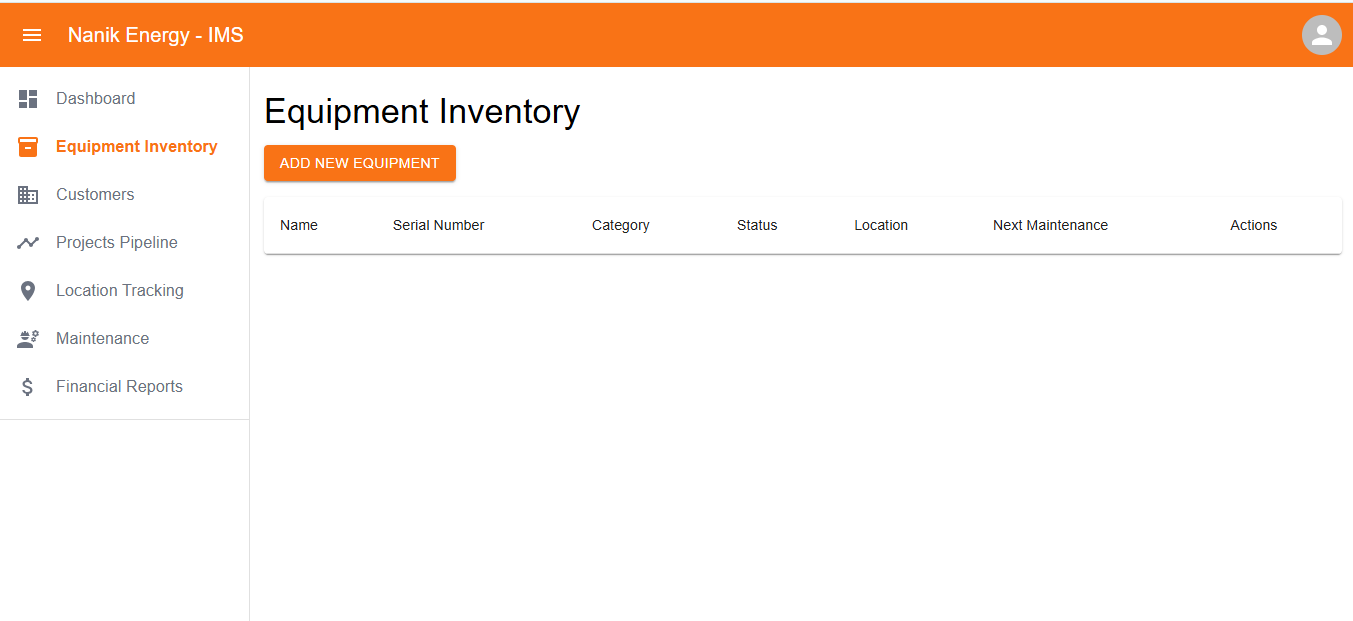 Nanik Energy - IMS
Dashboard
Equipment Inventory
Customers
Projects Pipeline
Location Tracking
Maintenance
Financial Reports
Equipment Inventory
ADD NEW EQUIPMENT
Name Serial Number Category Status Location Next Maintenance Actions